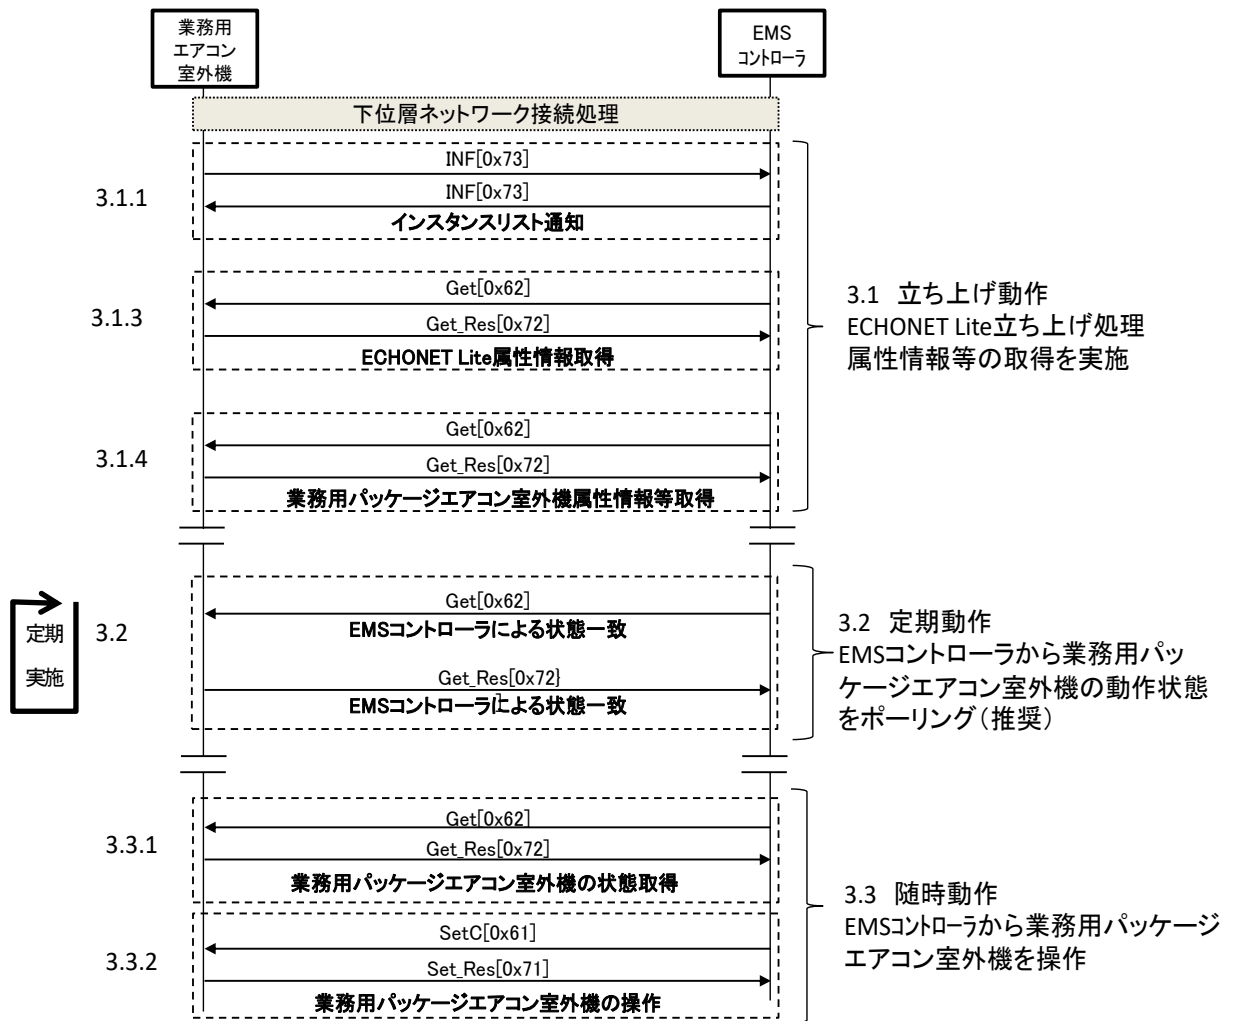 業務用
エアコン
室外機
EMS
コントローラ
下位層ネットワーク接続処理
3.1.1
INF[0x73]
INF[0x73]
インスタンスリスト通知
3.1.3
Get[0x62]
Get_Res[0x72]
ECHONET Lite属性情報取得
3.1 立ち上げ動作
ECHONET Lite立ち上げ処理
属性情報等の取得を実施
3.1.4
Get[0x62]
Get_Res[0x72]
業務用パッケージエアコン室外機属性情報等取得
定期
実施
3.2
Get[0x62]
EMSコントローラによる状態一致
Get_Res[0x72}
EMSコントローラによる状態一致
3.2 定期動作
EMSコントローラから業務用パッ
ケージエアコン室外機の動作状態
をポーリング(推奨)
3.3.1
Get[0x62]
Get_Res[0x72]
業務用パッケージエアコン室外機の状態取得
3.3.2
SetC[0x61]
Set_Res[0x71]
業務用パッケージエアコン室外機の操作
3.3 随時動作
EMSコントローラから業務用パッケージ
エアコン室外機を操作